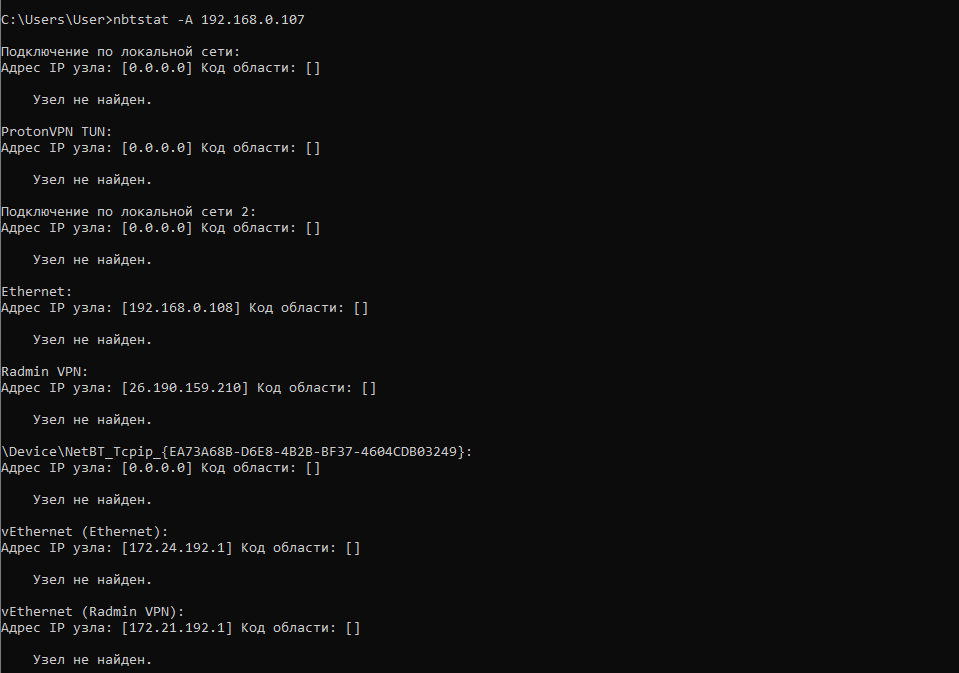 C:\Users\User>nbtstat -A 192.168.0.107
Подключение по локальной сети:
Адрес IP узла: [0.0.0.0] Код области: []
Узел не найден.
ProtonVPN TUN:
Адрес IP узла: [0.0.0.0] Код области: []
Узел не найден.
Подключение по локальной сети 2:
Адрес IP узла: [0.0.0.0] Код области: []
Узел не найден.
Ethernet:
Адрес IP узла: [192.168.0.108] Код области: []
Узел не найден.
Radmin VPN:
Адрес IP узла: [26.190.159.210] Код области: []
Узел не найден.
\Device\NetBT_Tcpip_{EA73A68B-D6E8-4B2B-BF37-4604CDB03249}:
Адрес IP узла: [0.0.0.0] Код области: []
Узел не найден.
vEthernet (Ethernet):
Адрес IP узла: [172.24.192.1] Код области: []
Узел не найден.
vEthernet (Radmin VPN):
Адрес IP узла: [172.21.192.1] Код области: []
Узел не найден.